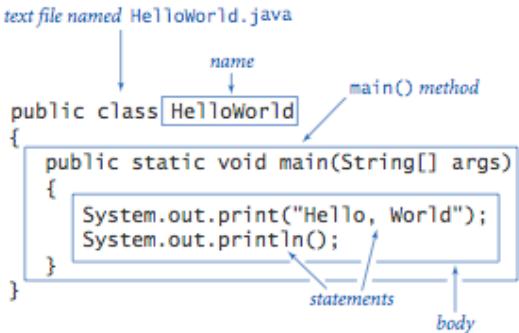 text file named HelloWorld.java
name
main() method
public class HelloWorld
{
public static void main(String[] args)
{
System.out.print("Hello, World");
System.out.println();
}
}
statements
body